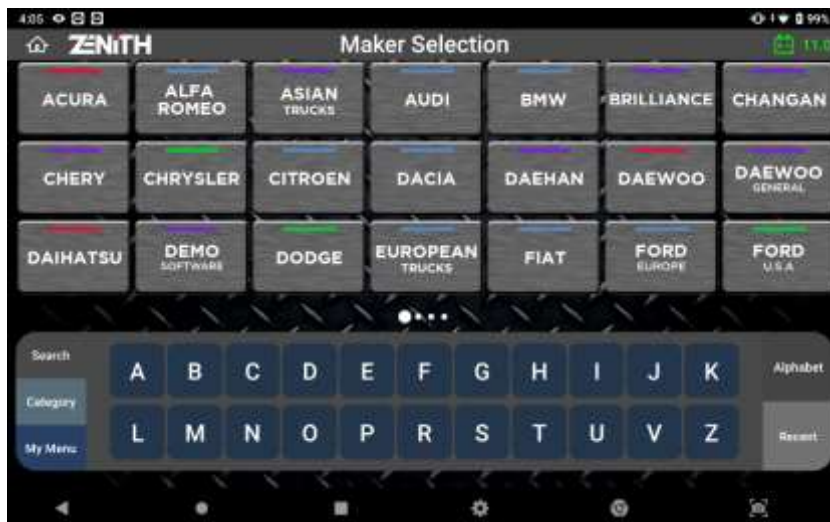 4:05 99%
ZENITH Maker Selection 11.0
ACURA ALFA ROMEO ASIAN TRUCKS AUDI BMW BRILLIANCE CHANGAN
CHERY CHRYSLER CITROEN DACIA DAEHAN DAEWOO DAEWOO GENERAL
DAIHATSU DEMO SOFTWARE DODGE EUROPEAN TRUCKS FIAT FORD EUROPE FORD U.S.A
Search
A B C D E F G H I J K
Alphabet
Category
L M N O P R S T U V Z
My Menu
Recent